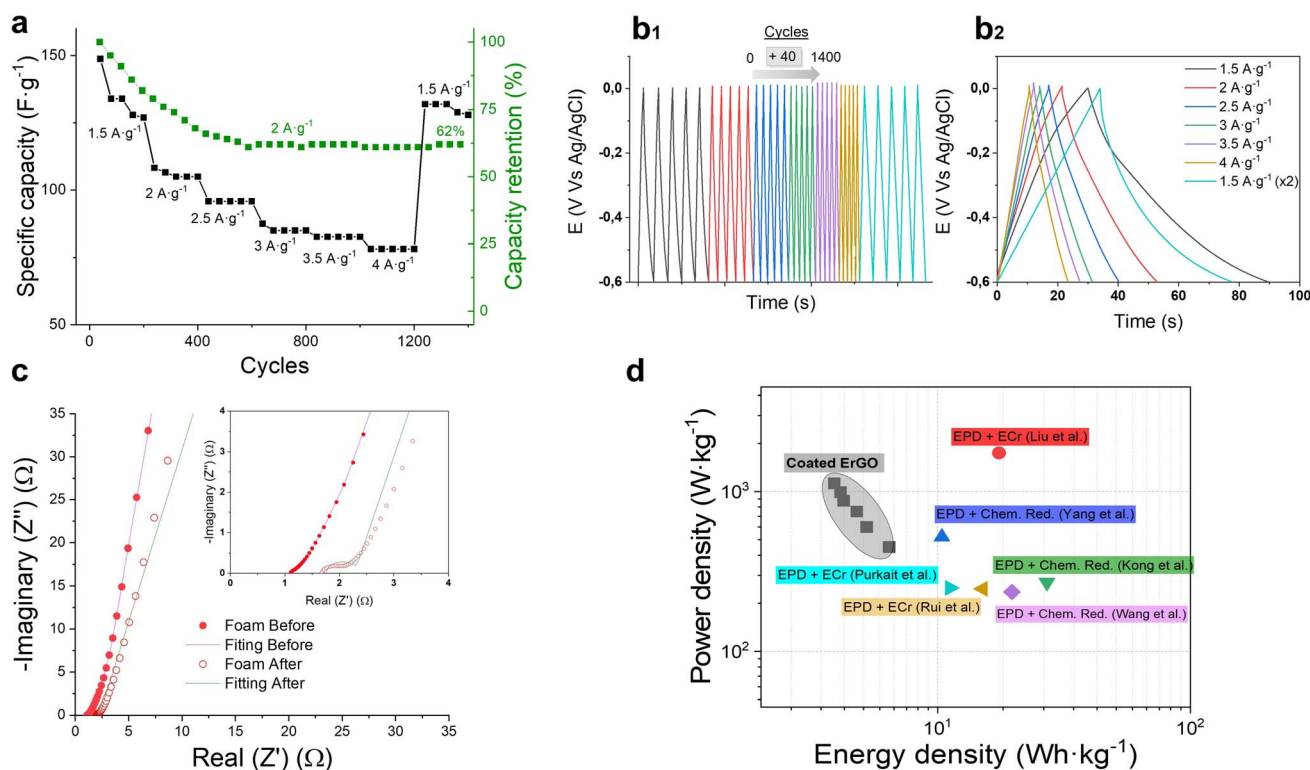 a
Specific capacity (F·g⁻¹)
150
100
50
1.5 A·g⁻¹
2 A·g⁻¹
2.5 A·g⁻¹
3 A·g⁻¹
3.5 A·g⁻¹
4 A·g⁻¹
1.5 A·g⁻¹
2 A·g⁻¹
62%
100
75
50
25
0
Capacity retention (%)
0
400
800
1200
Cycles
b1
Cycles
0
+ 40
1400
E (V Vs Ag/AgCl)
0,0
-0,2
-0,4
-0,6
Time (s)
b2
E (V Vs Ag/AgCl)
0,0
-0,2
-0,4
-0,6
1.5 A·g⁻¹
2 A·g⁻¹
2.5 A·g⁻¹
3 A·g⁻¹
3.5 A·g⁻¹
4 A·g⁻¹
1.5 A·g⁻¹ (x2)
0
20
40
60
80
100
Time (s)
c
-Imaginary (Z'') (Ω)
35
30
25
20
15
10
5
0
0
5
10
15
20
25
30
35
Real (Z') (Ω)
-Imaginary (Z'') (Ω)
4
3
2
1
0
0
1
2
3
4
Real (Z') (Ω)
Foam Before
Fiting Before
Foam After
Fitting After
d
Power density (W·kg⁻¹)
10³
10²
EPD + ECr (Liu et al.)
Coated ErGO
EPD + Chem. Red. (Yang et al.)
EPD + ECr (Purkait et al.)
EPD + Chem. Red. (Kong et al.)
EPD + ECr (Rui et al.)
EPD + Chem. Red. (Wang et al.)
10¹
10²
Energy density (Wh·kg⁻¹)